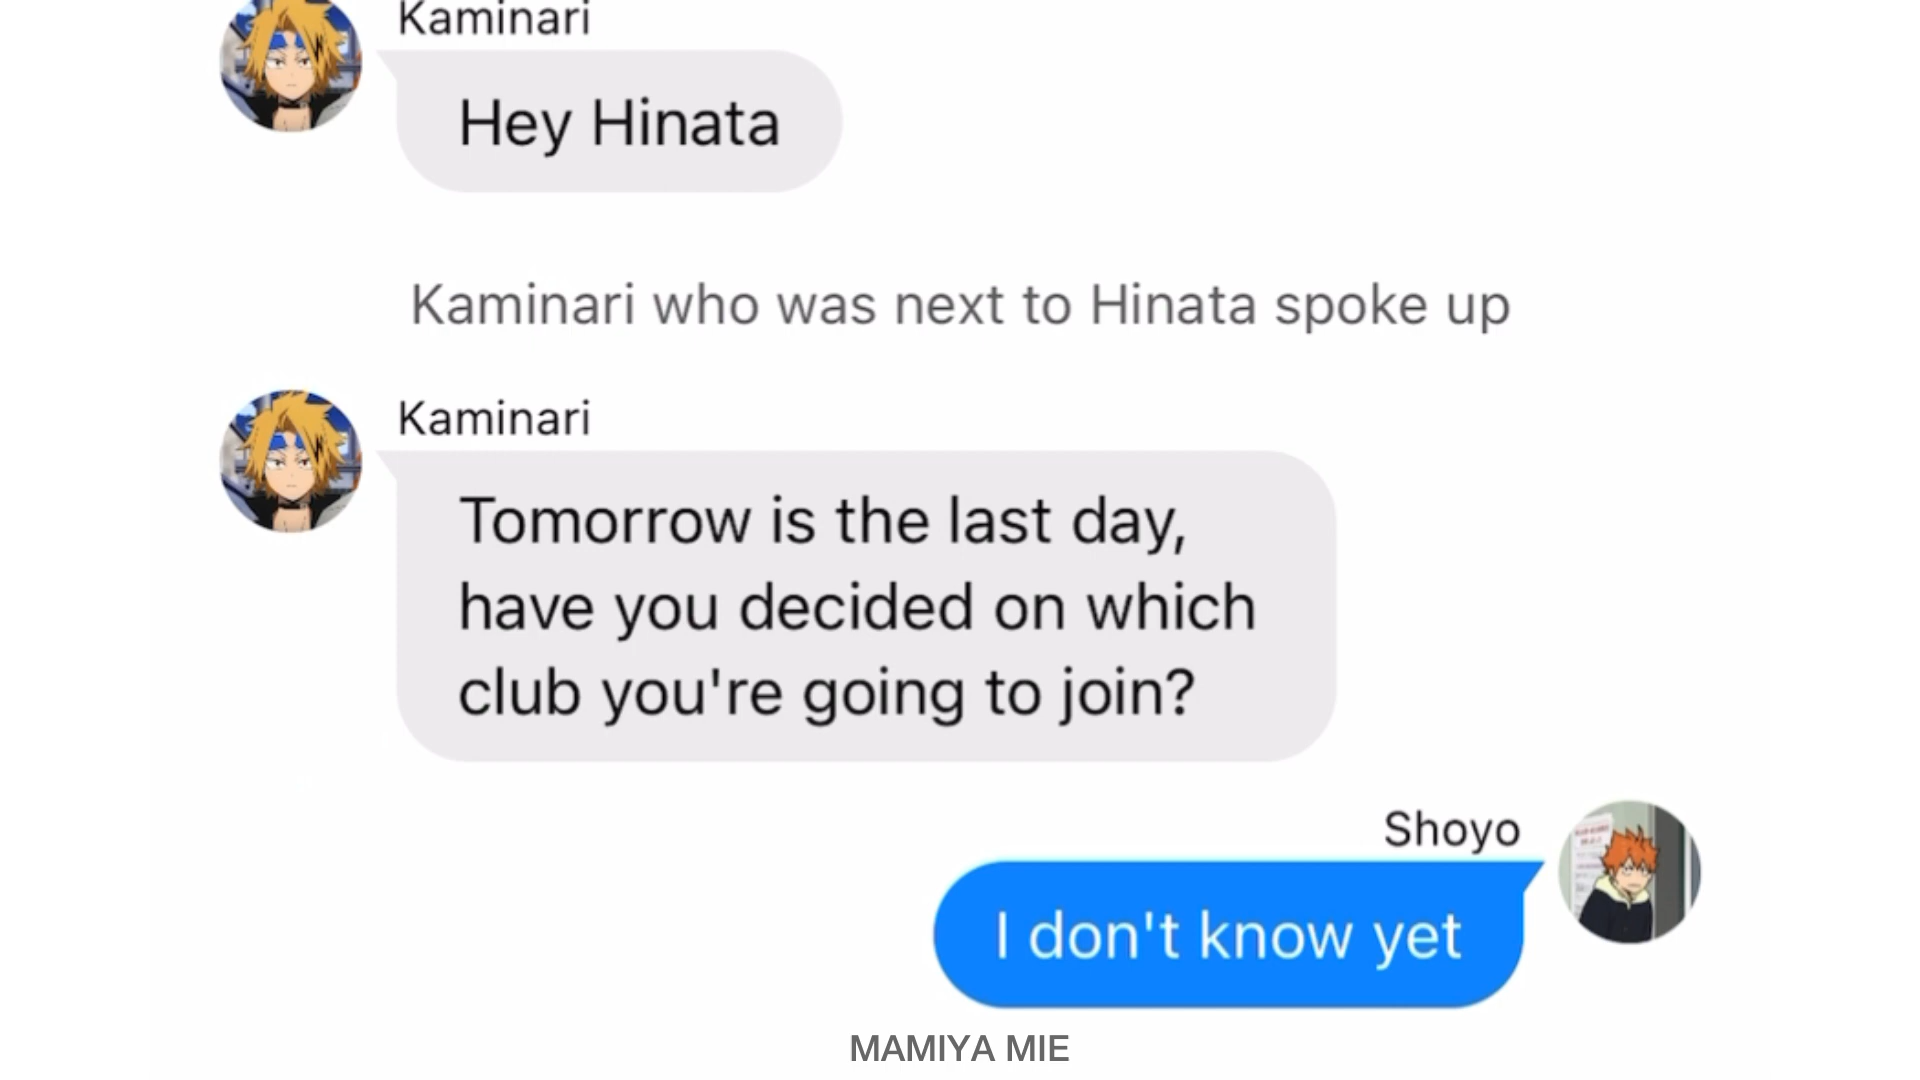 Kaminari
Hey Hinata
Kaminari who was next to Hinata spoke up
Kaminari
Tomorrow is the last day,
have you decided on which
club you're going to join?
Shoyo
I don't know yet
MAMIYA MIE